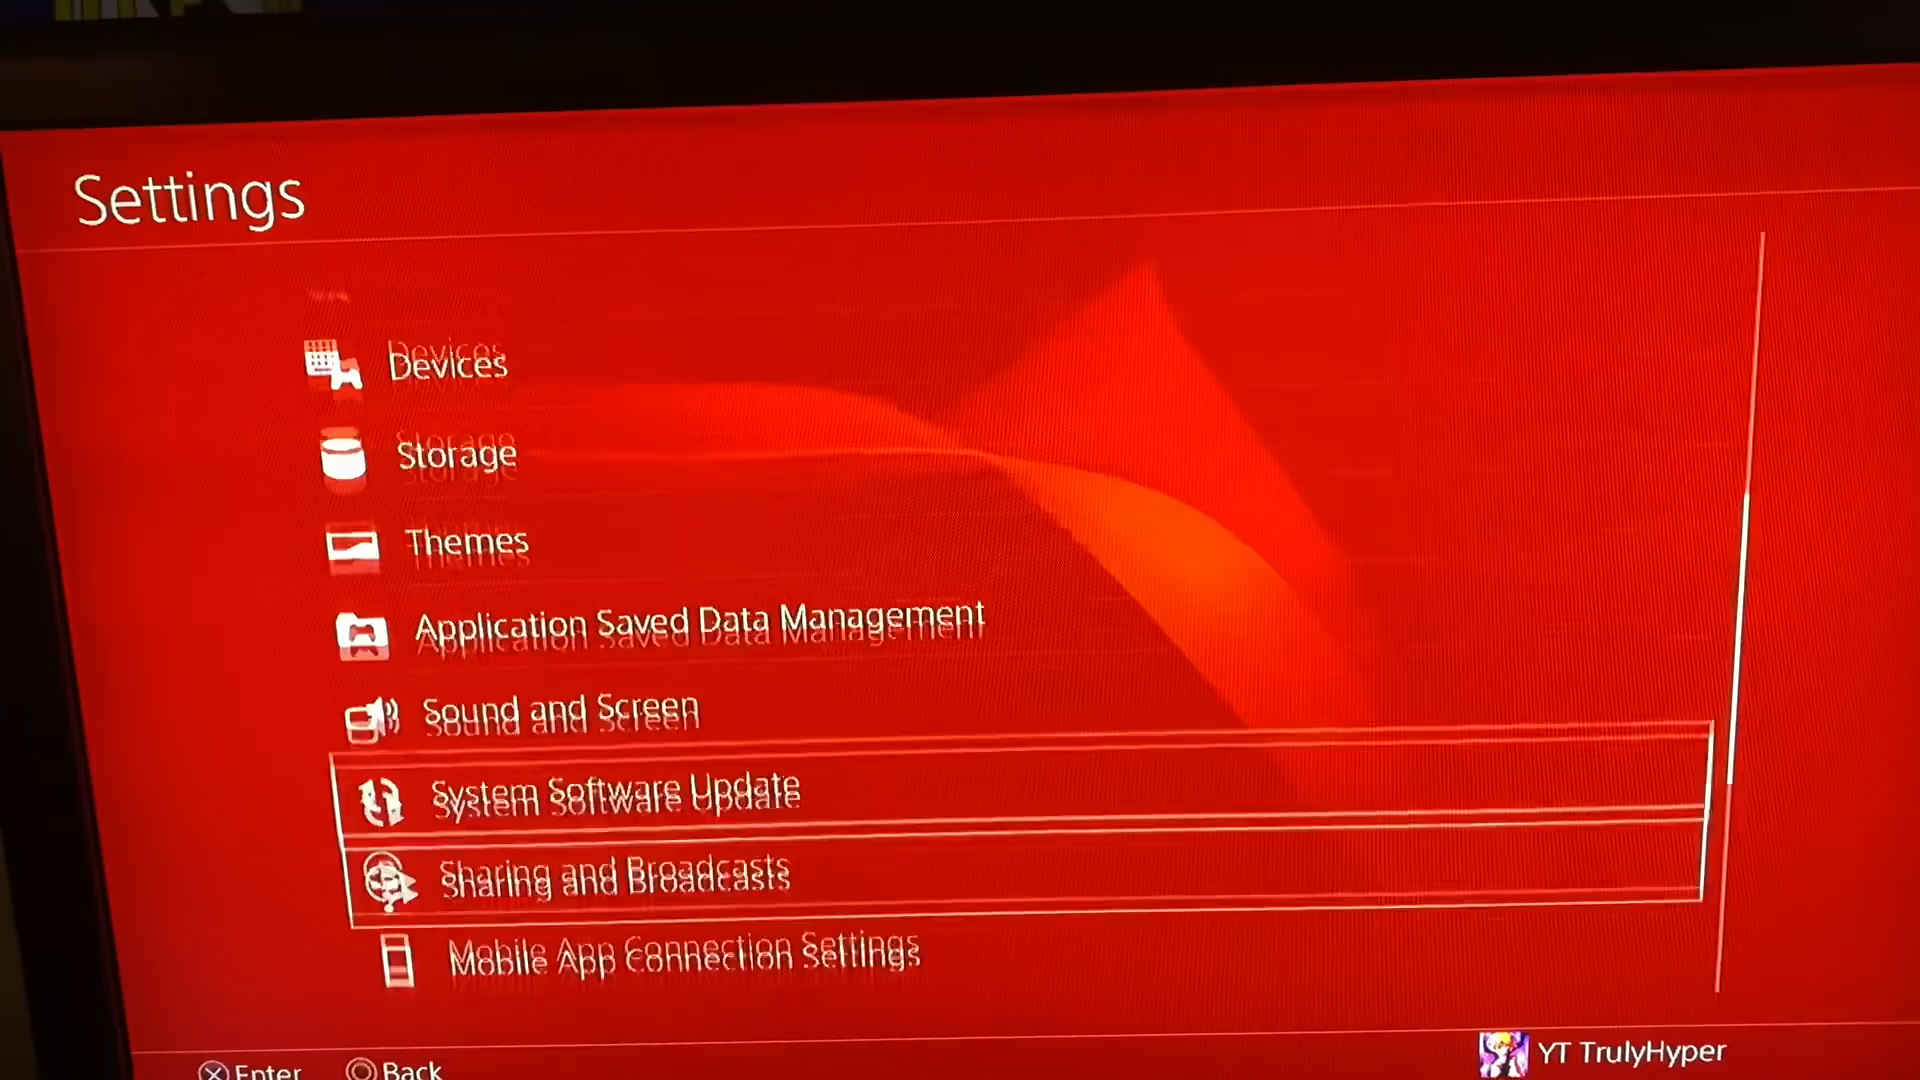 Settings
Devices
Storage
Themes
Application Saved Data Management
Sound and Screen
System Software Update
Sharing and Broadcasts
Mobile App Connection Settings
Enter
Back
YT TrulyHyper